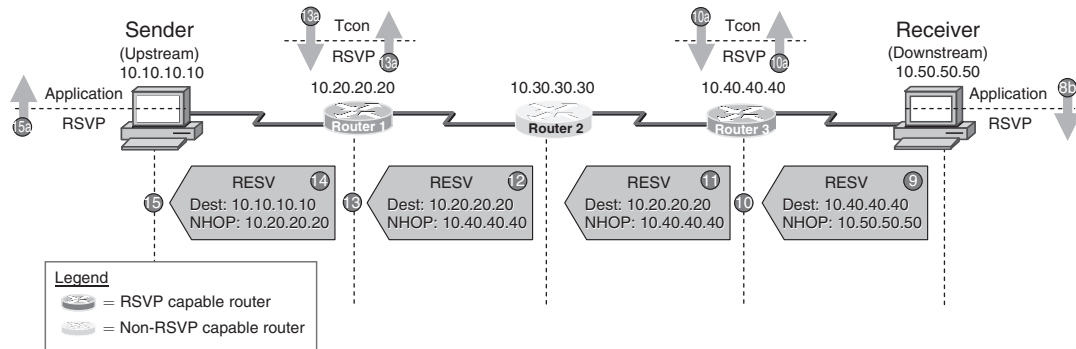 Sender
(Upstream)
10.10.10.10
Application
RSVP
15a
13a
Tcon
RSVP
13a
10.20.20.20
Router 1
10.30.30.30
Router 2
10a
Tcon
RSVP
10a
10.40.40.40
Router 3
Receiver
(Downstream)
10.50.50.50
Application
RSVP
8b
15
RESV 14
Dest: 10.10.10.10
NHOP: 10.20.20.20
13
RESV 12
Dest: 10.20.20.20
NHOP: 10.40.40.40
RESV 11
Dest: 10.20.20.20
NHOP: 10.40.40.40
10
RESV 9
Dest: 10.40.40.40
NHOP: 10.50.50.50
Legend
= RSVP capable router
= Non-RSVP capable router